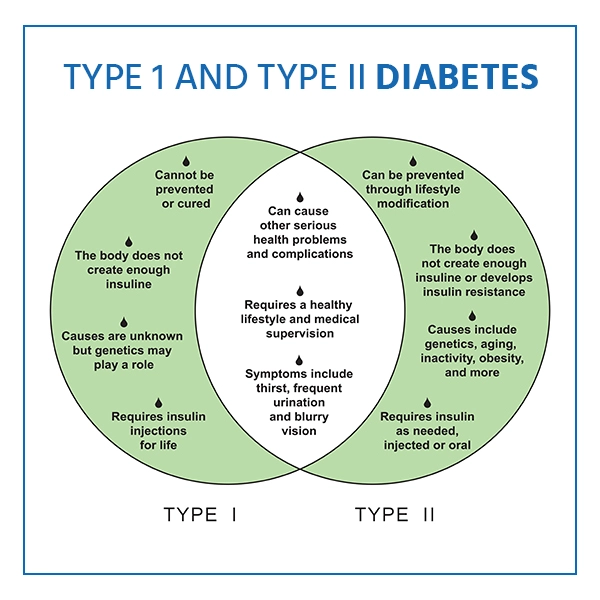 TYPE 1 AND TYPE II DIABETES
Cannot be
prevented
or cured
The body does not
create enough
insuline
Causes are unknown
but genetics may
play a role
Requires insulin
injections
for life
Can cause
other serious
health problems
and complications
Requires a healthy
lifestyle and medical
supervision
Symptoms include
thirst, frequent
urination
and blurry
vision
Can be prevented
through lifestyle
modification
The body does
not create enough
insuline or develops
insulin resistance
Causes include
genetics, aging,
inactivity, obesity,
and more
Requires insulin
as needed,
injected or oral
TYPE I
TYPE II